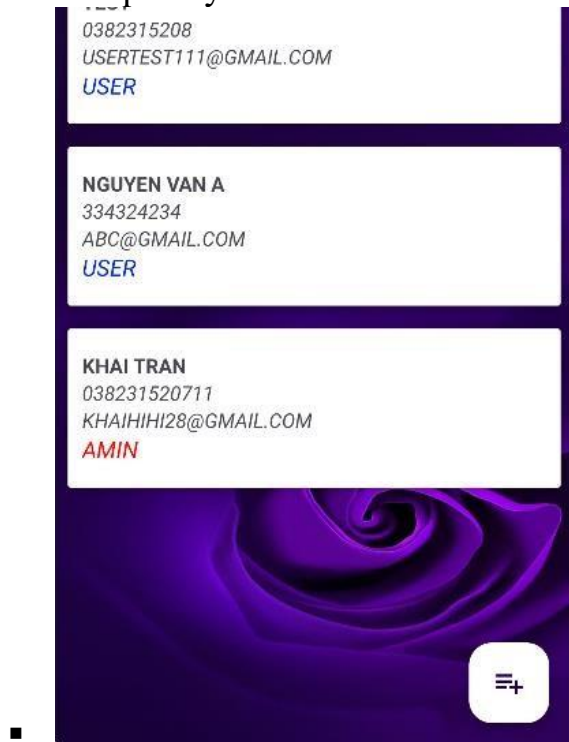 0382315208
USERTEST111@GMAIL.COM
USER
NGUYEN VAN A
334324234
ABC@GMAIL.COM
USER
KHAI TRAN
038231520711
KHAIHIHI28@GMAIL.COM
AMIN